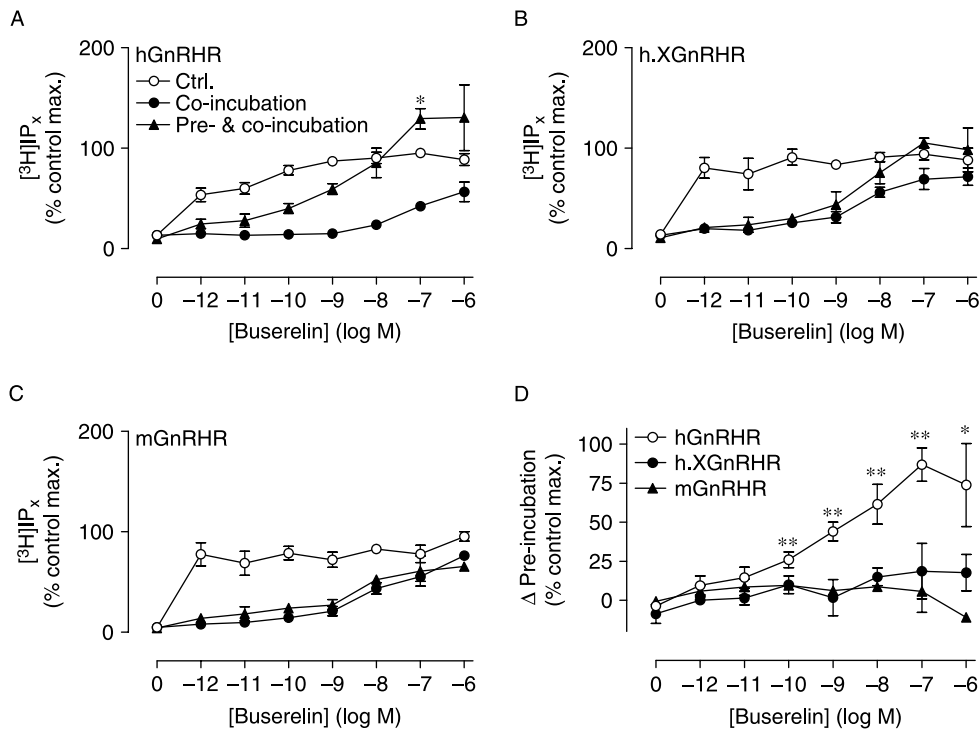 A
200
hGnRHR
Ctrl.
Co-incubation
Pre- & co-incubation
*
[³H]IPₓ
(% control max.)
100
0
0 –12 –11 –10 –9 –8 –7 –6
[Buserelin] (log M)
B
200
h.XGnRHR
[³H]IPₓ
(% control max.)
100
0
0 –12 –11 –10 –9 –8 –7 –6
[Buserelin] (log M)
C
200
mGnRHR
[³H]IPₓ
(% control max.)
100
0
0 –12 –11 –10 –9 –8 –7 –6
[Buserelin] (log M)
D
hGnRHR
h.XGnRHR
mGnRHR
** ** ** ** *
Δ Pre-incubation
(% control max.)
100
75
50
25
0
0 –12 –11 –10 –9 –8 –7 –6
[Buserelin] (log M)